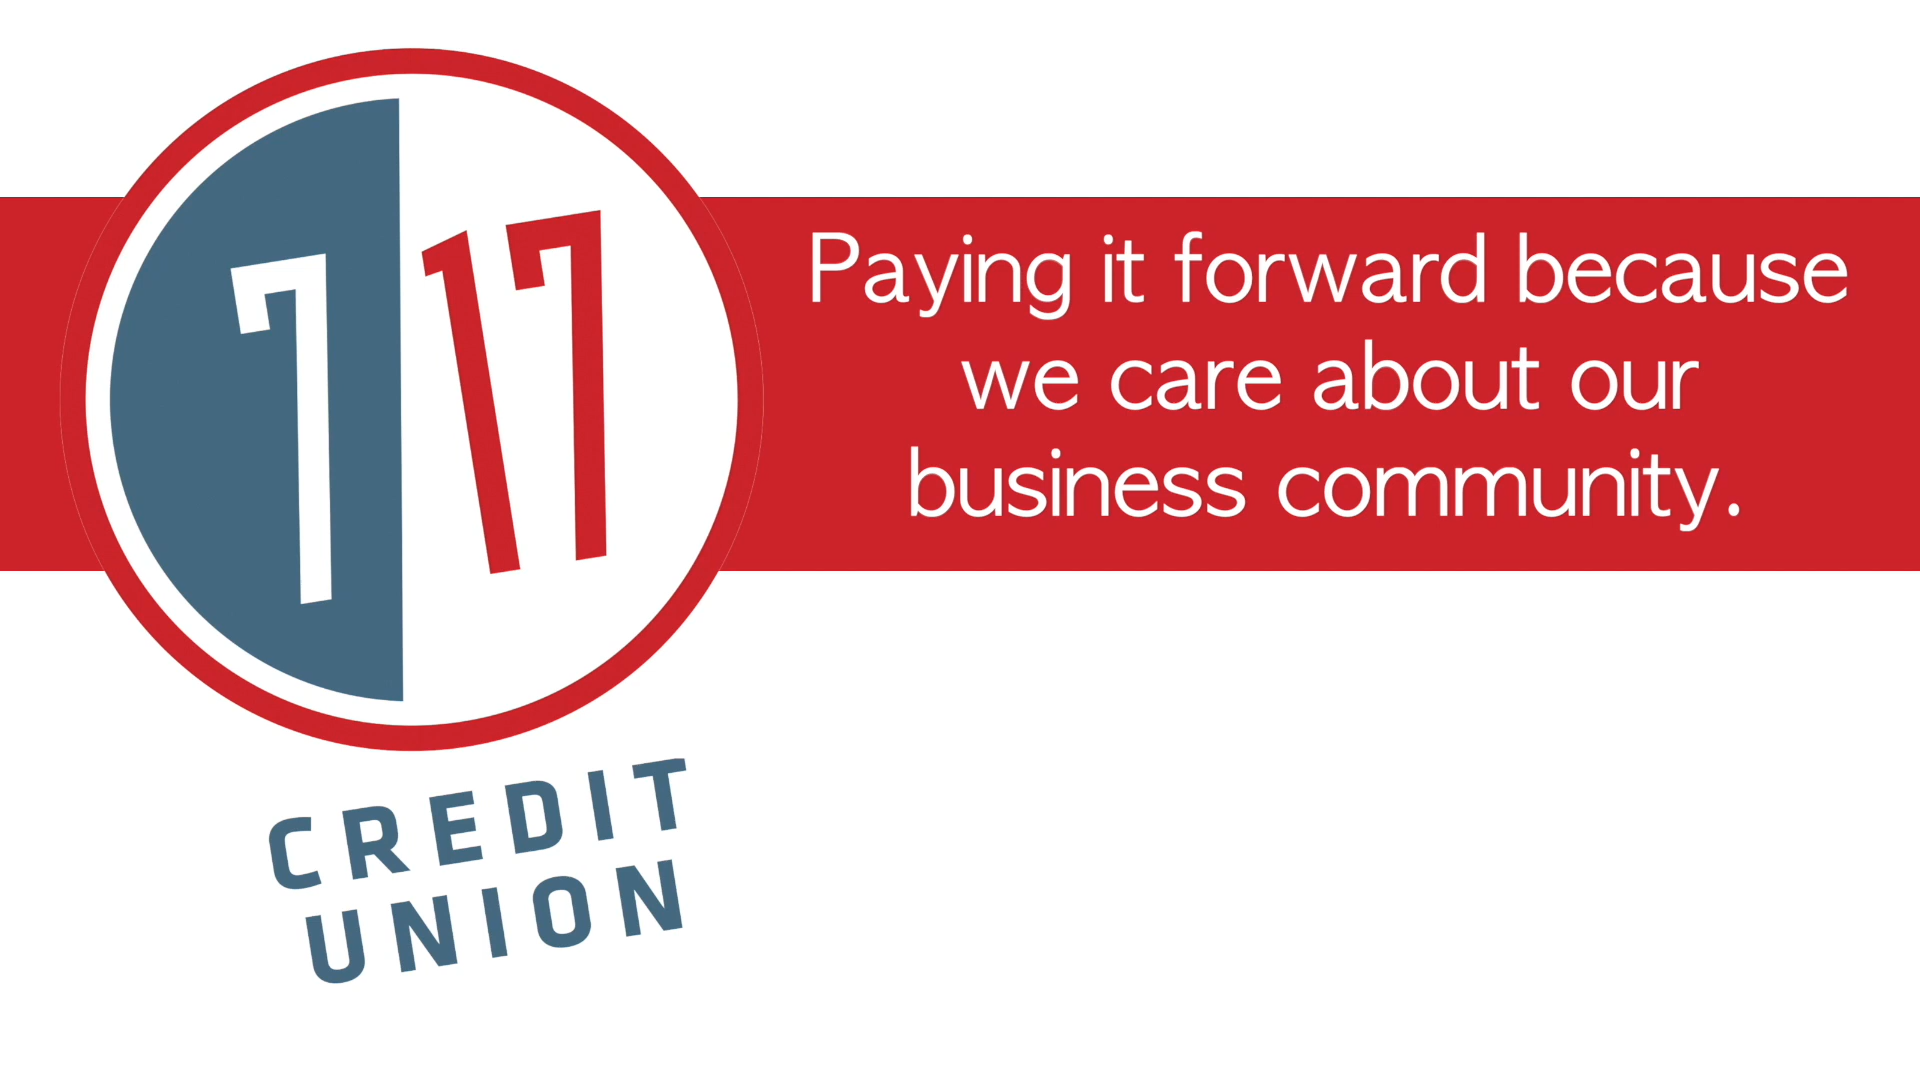 7 17
CREDIT
UNION
Paying it forward because
we care about our
business community.